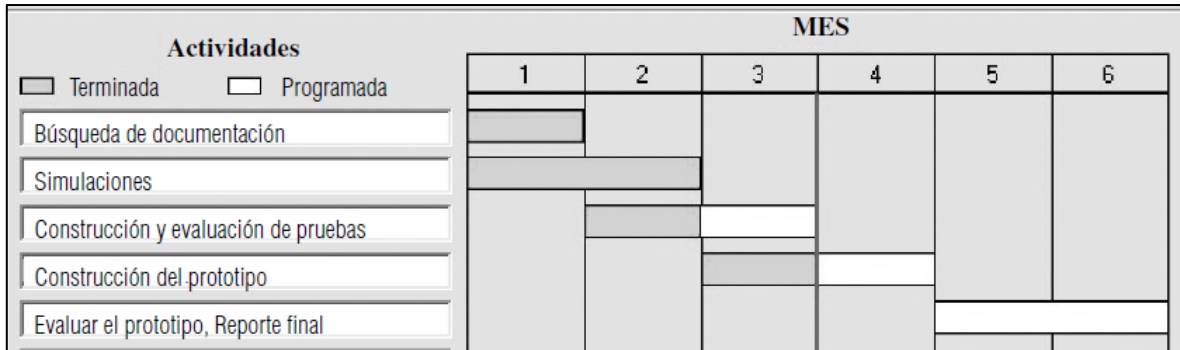 MES
Actividades
1 2 3 4 5 6
Terminada Programada
Búsqueda de documentación
Simulaciones
Construcción y evaluación de pruebas
Construcción del prototipo
Evaluar el prototipo, Reporte final